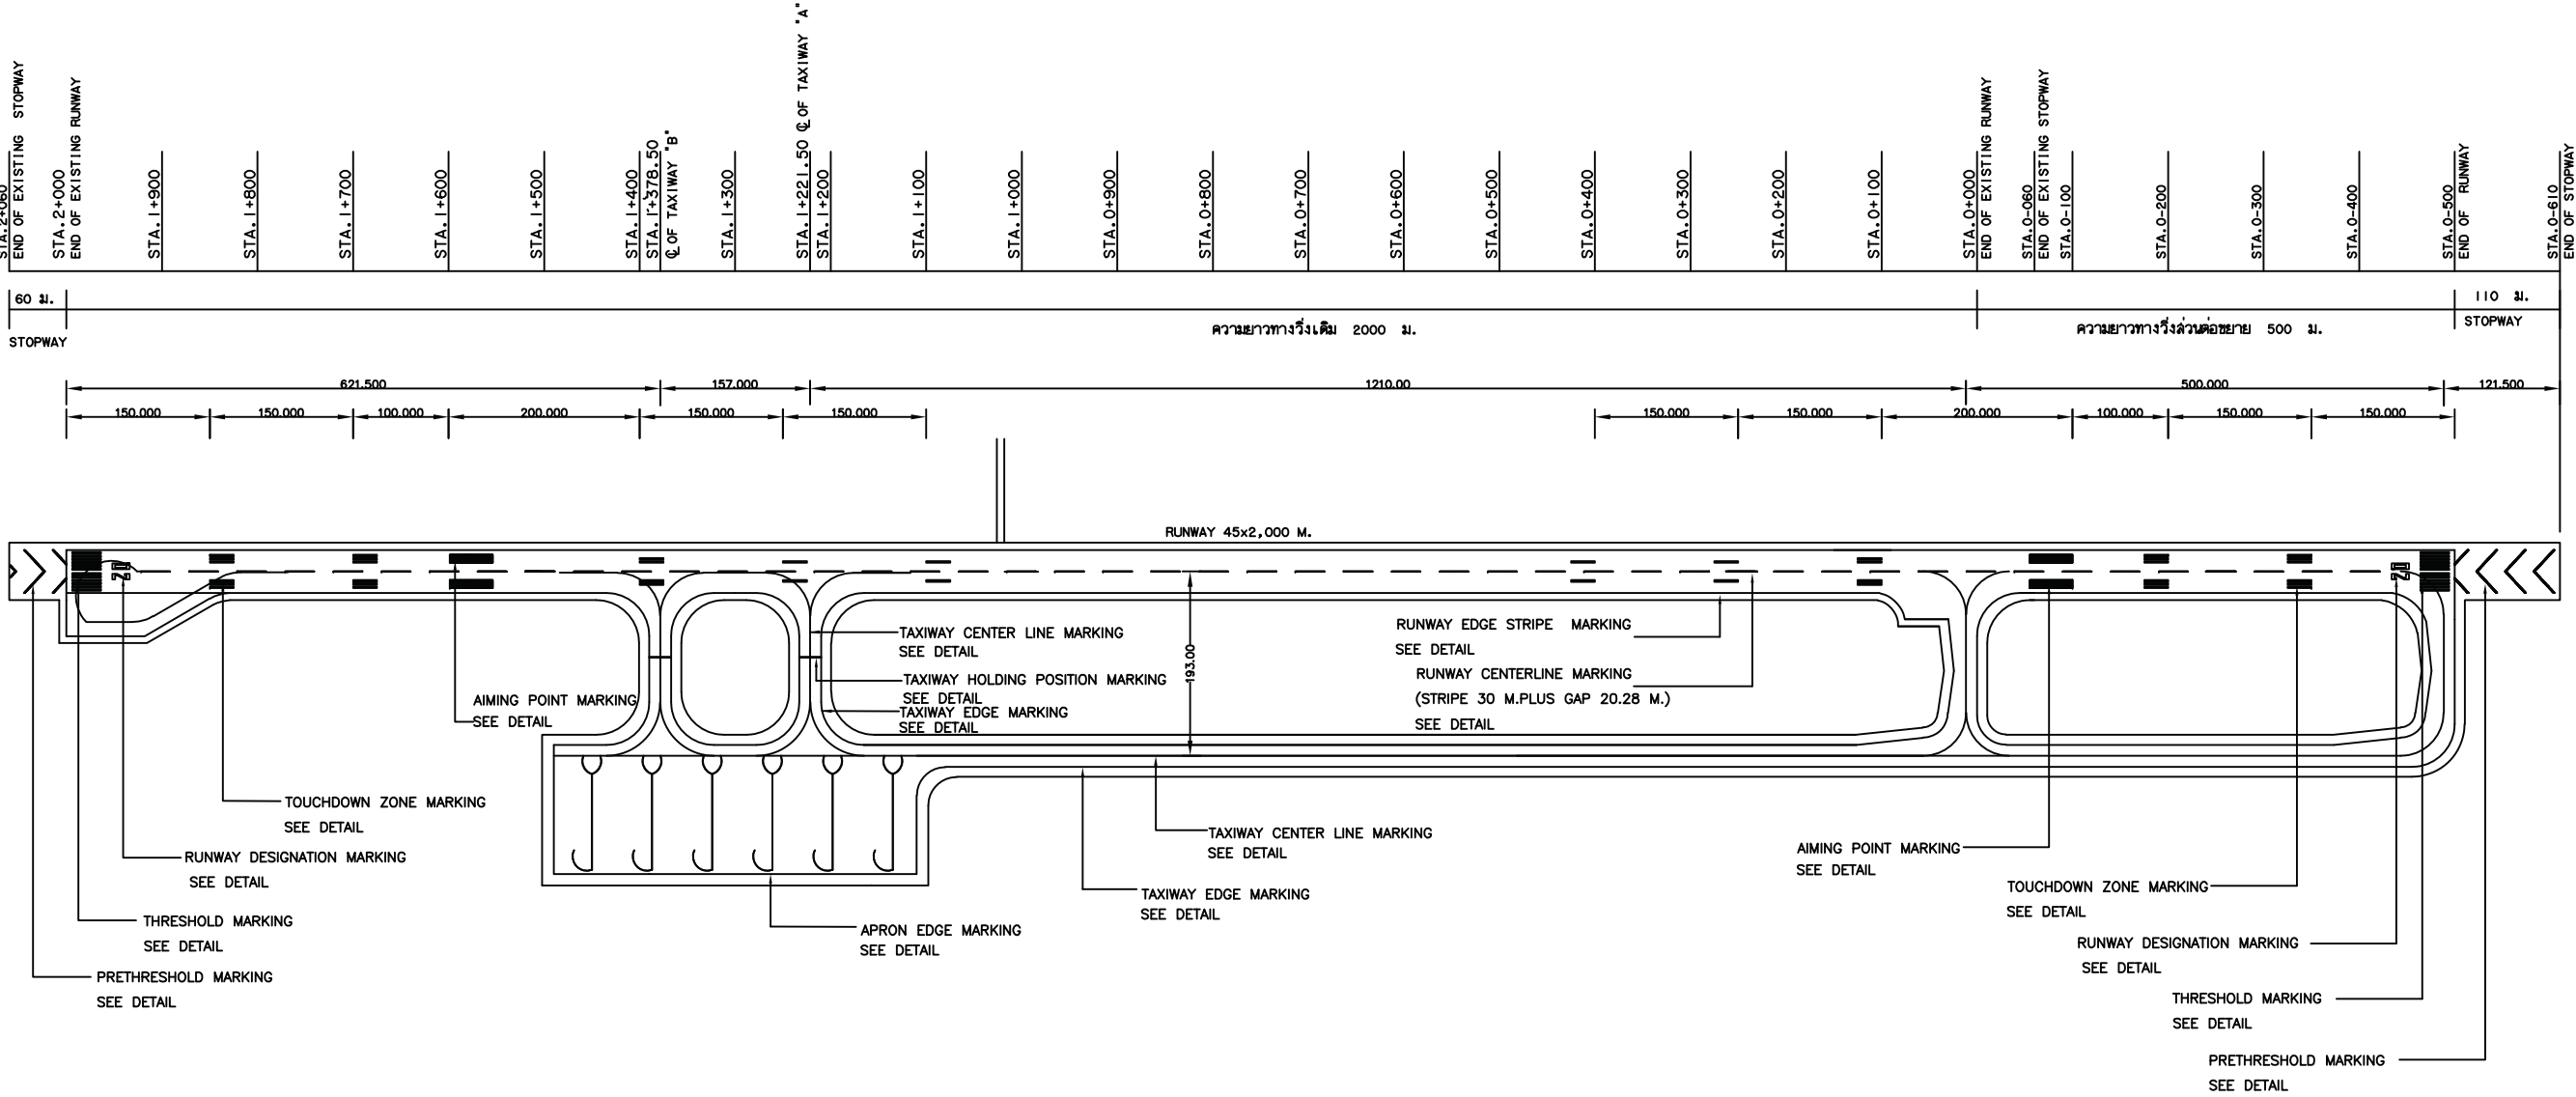 STA.2+060
END OF EXISTING STOPWAY
STA.2+000
END OF EXISTING RUNWAY
STA.1+900
STA.1+800
STA.1+700
STA.1+600
STA.1+500
STA.1+400
STA.1+378.50
℄ OF TAXIWAY "B"
STA.1+300
STA.1+221.50 ℄ OF TAXIWAY "A"
STA.1+200
STA.1+100
STA.1+000
STA.0+900
STA.0+800
STA.0+700
STA.0+600
STA.0+500
STA.0+400
STA.0+300
STA.0+200
STA.0+100
STA.0+000
END OF EXISTING RUNWAY
STA.0-060
END OF EXISTING STOPWAY
STA.0-100
STA.0-200
STA.0-300
STA.0-400
STA.0-500
END OF RUNWAY
STA.0-610
END OF STOPWAY
60 ม.
STOPWAY
ความยาวทางวิ่งเดิม 2000 ม.
ความยาวทางวิ่งส่วนต่อขยาย 500 ม.
110 ม.
STOPWAY
621.500
157.000
1210.00
500.000
121.500
150.000
150.000
100.000
200.000
150.000
150.000
150.000
150.000
200.000
100.000
150.000
150.000
RUNWAY 45x2,000 M.
193.00
TAXIWAY CENTER LINE MARKING
SEE DETAIL
TAXIWAY HOLDING POSITION MARKING
SEE DETAIL
TAXIWAY EDGE MARKING
SEE DETAIL
AIMING POINT MARKING
SEE DETAIL
RUNWAY EDGE STRIPE MARKING
SEE DETAIL
RUNWAY CENTERLINE MARKING
(STRIPE 30 M.PLUS GAP 20.28 M.)
SEE DETAIL
TOUCHDOWN ZONE MARKING
SEE DETAIL
RUNWAY DESIGNATION MARKING
SEE DETAIL
THRESHOLD MARKING
SEE DETAIL
PRETHRESHOLD MARKING
SEE DETAIL
APRON EDGE MARKING
SEE DETAIL
TAXIWAY CENTER LINE MARKING
SEE DETAIL
TAXIWAY EDGE MARKING
SEE DETAIL
AIMING POINT MARKING
SEE DETAIL
TOUCHDOWN ZONE MARKING
SEE DETAIL
RUNWAY DESIGNATION MARKING
SEE DETAIL
THRESHOLD MARKING
SEE DETAIL
PRETHRESHOLD MARKING
SEE DETAIL